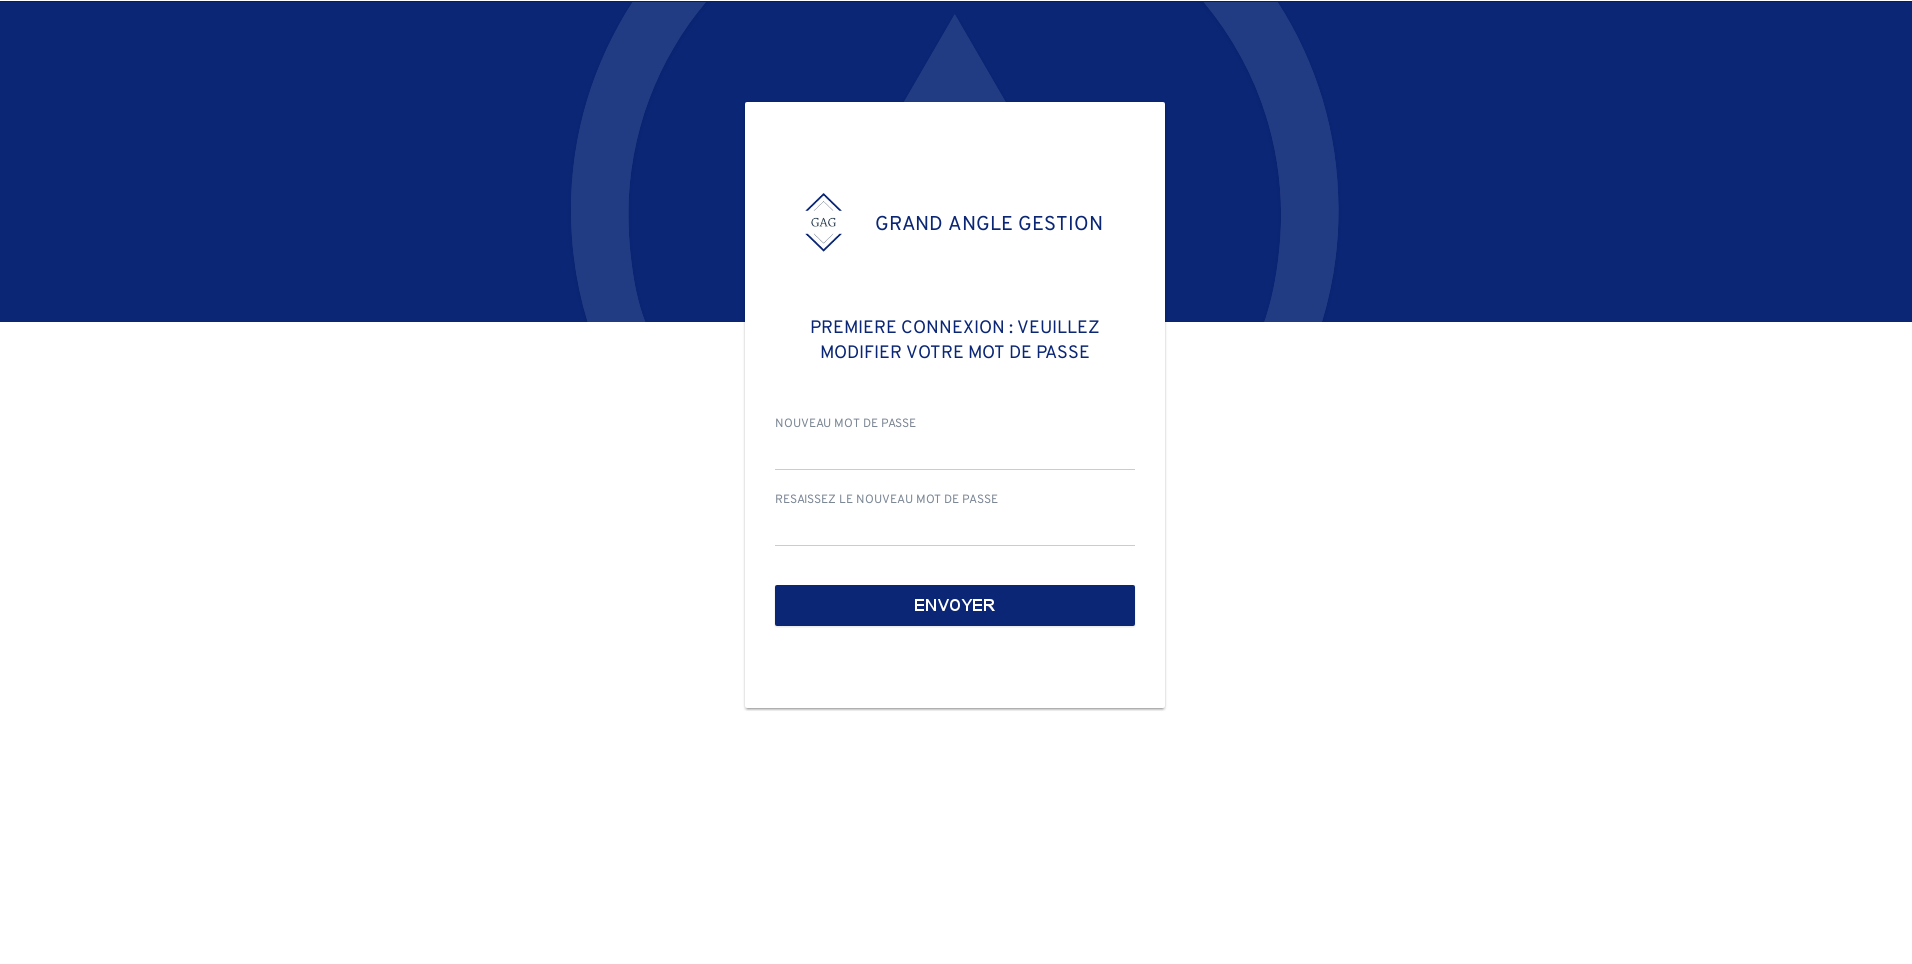 GAG
GRAND ANGLE GESTION
PREMIERE CONNEXION : VEUILLEZ
MODIFIER VOTRE MOT DE PASSE
NOUVEAU MOT DE PASSE
RESAISSEZ LE NOUVEAU MOT DE PASSE
ENVOYER